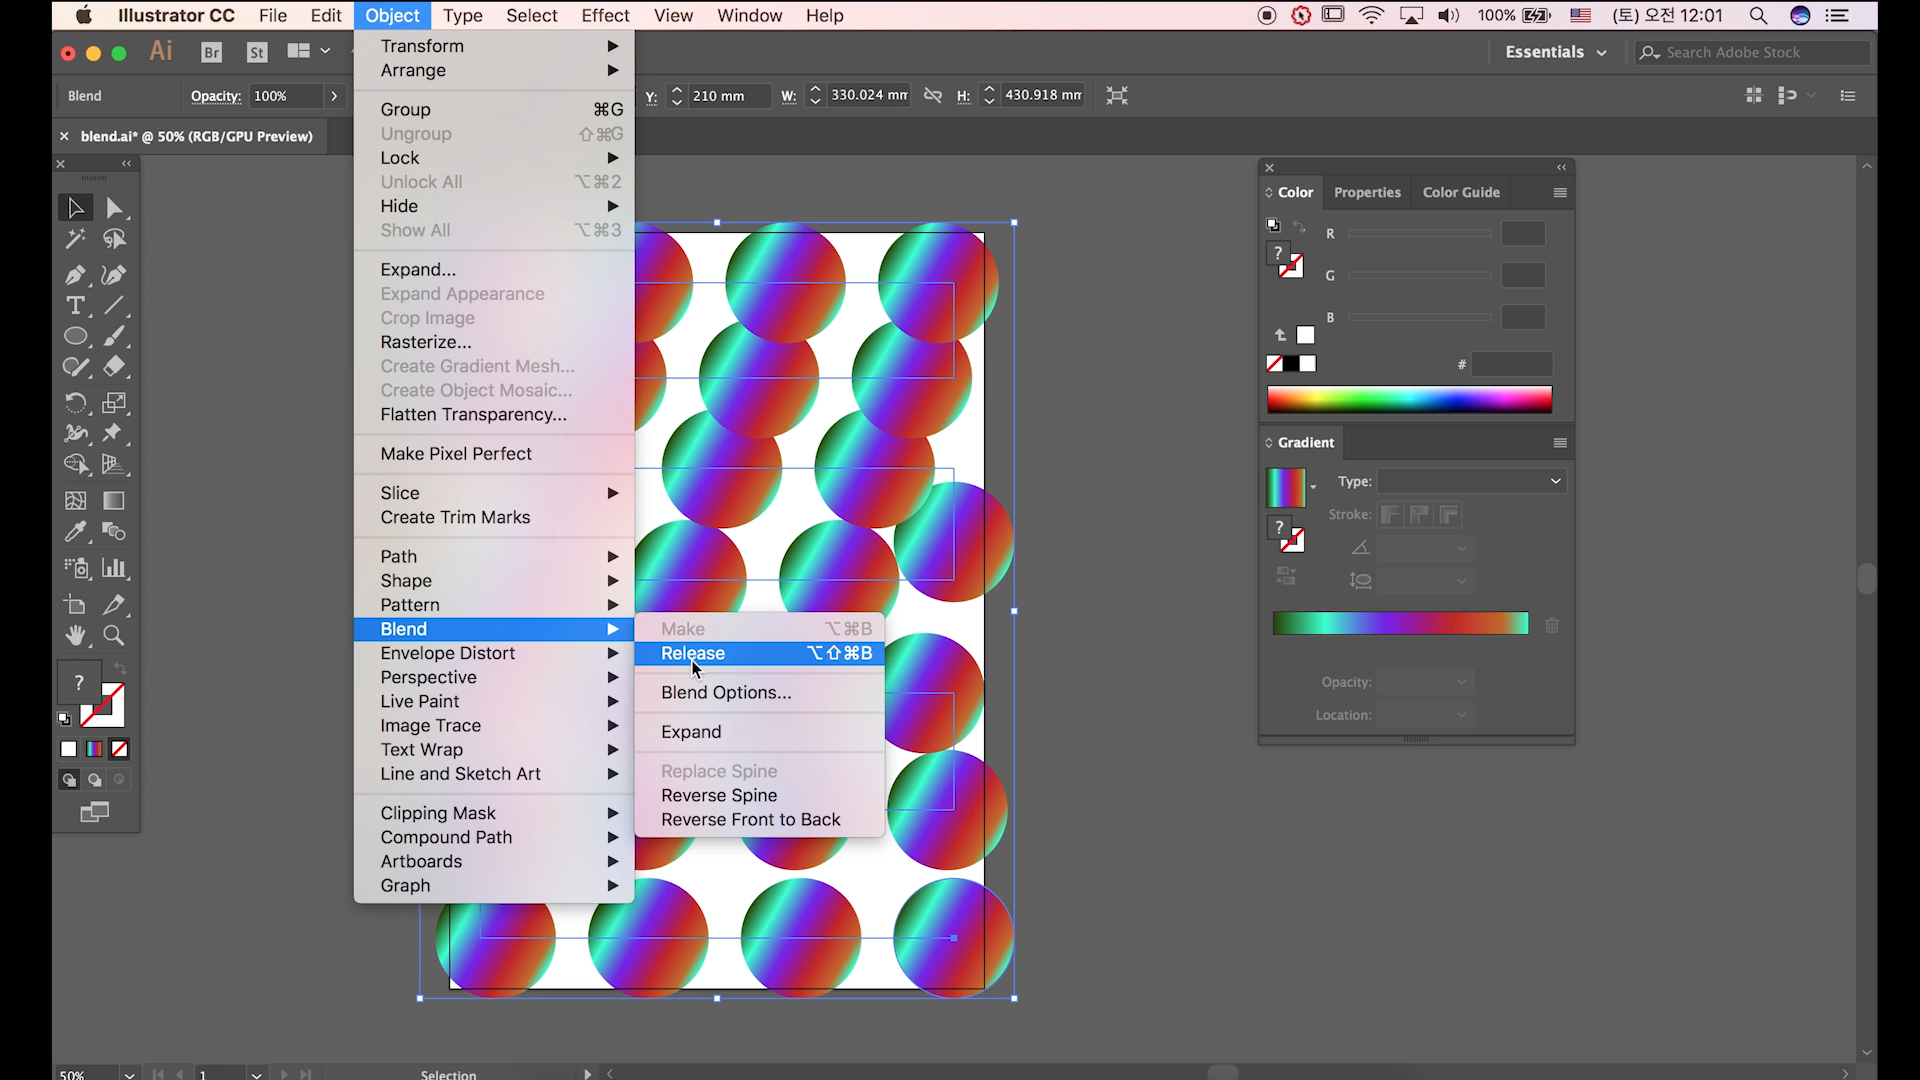 Illustrator CC File Edit Object Type Select Effect View Window Help 100% (토) 오전 12:01
Ai Br St Essentials Search Adobe Stock
Blend Opacity: 100% Y: 210 mm W: 330.024 mm H: 430.918 mm
blend.ai* @ 50% (RGB/GPU Preview)
Transform
Arrange
Group ⌘G
Ungroup ⇧⌘G
Lock
Unlock All ⌥⌘2
Hide
Show All ⌥⌘3
Expand...
Expand Appearance
Crop Image
Rasterize...
Create Gradient Mesh...
Create Object Mosaic...
Flatten Transparency...
Make Pixel Perfect
Slice
Create Trim Marks
Path
Shape
Pattern
Blend
Envelope Distort
Perspective
Live Paint
Image Trace
Text Wrap
Line and Sketch Art
Clipping Mask
Compound Path
Artboards
Graph
Make ⌥⌘B
Release ⌥⇧⌘B
Blend Options...
Expand
Replace Spine
Reverse Spine
Reverse Front to Back
Color Properties Color Guide
? R
G
B
#
Gradient
Type:
Stroke:
?
Opacity:
Location:
T
?
50% 1 Selection